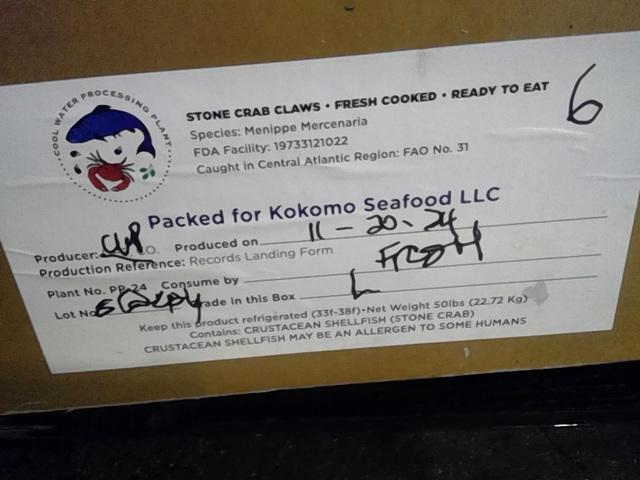 COOL WATER PROCESSING PLANT
STONE CRAB CLAWS • FRESH COOKED • READY TO EAT
6
Species: Menippe Mercenaria
FDA Facility: 19733121022
Caught in Central Atlantic Region: FAO No. 31
Packed for Kokomo Seafood LLC
Producer: O. Produced on 11-20-24
Production Reference: Records Landing Form
Plant No. PP 24 Consume by
Lot No ade in this Box L
Keep this product refrigerated (33f-38f)•Net Weight 50lbs (22.72 Kg)
Contains: CRUSTACEAN SHELLFISH (STONE CRAB)
CRUSTACEAN SHELLFISH MAY BE AN ALLERGEN TO SOME HUMANS